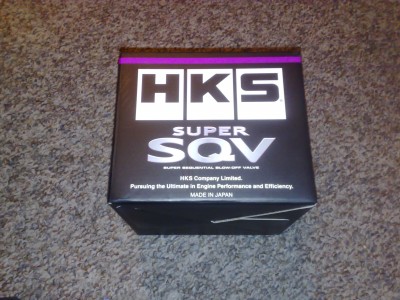 HKS
SUPER
SQV
SUPER SEQUENTIAL BLOW-OFF VALVE
HKS Company Limited.
Pursuing the Ultimate in Engine Performance and Efficiency.
MADE IN JAPAN